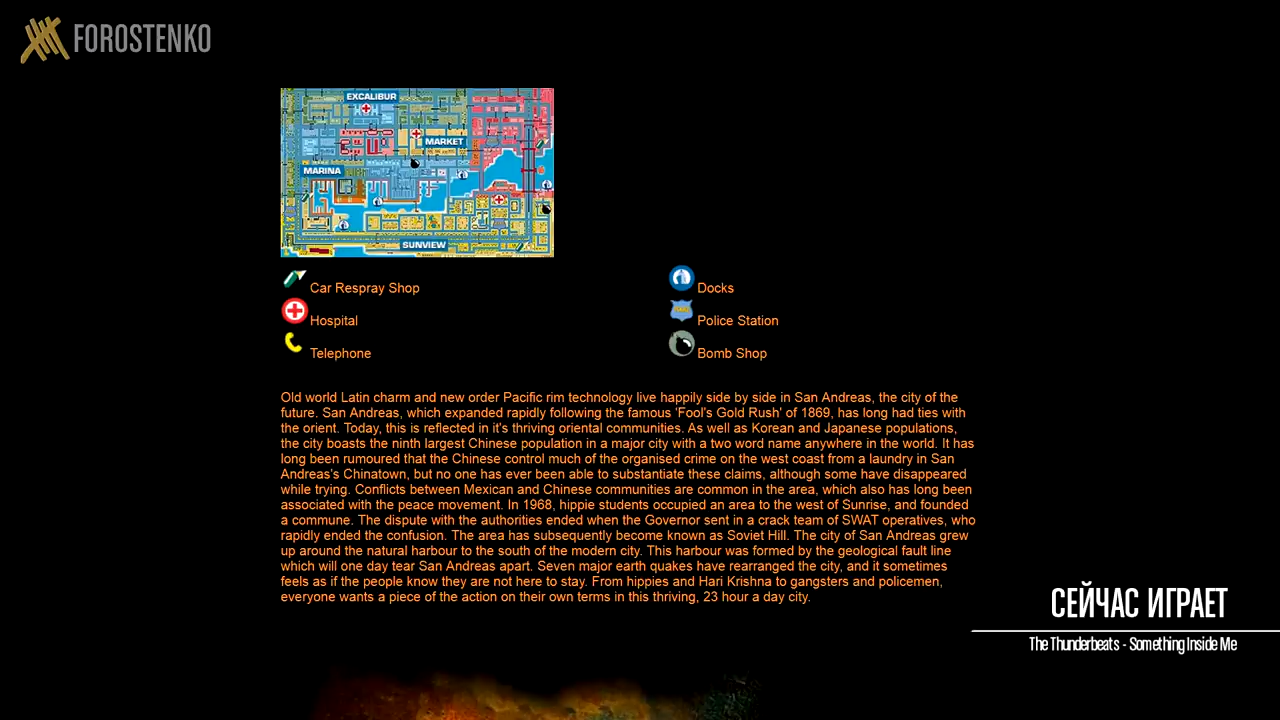 FOROSTENKO
EXCALIBUR
MARKET
MARINA
SUNVIEW
Car Respray Shop
Docks
Hospital
Police Station
Telephone
Bomb Shop
Old world Latin charm and new order Pacific rim technology live happily side by side in San Andreas, the city of the
future. San Andreas, which expanded rapidly following the famous 'Fool's Gold Rush' of 1869, has long had ties with
the orient. Today, this is reflected in it's thriving oriental communities. As well as Korean and Japanese populations,
the city boasts the ninth largest Chinese population in a major city with a two word name anywhere in the world. It has
long been rumoured that the Chinese control much of the organised crime on the west coast from a laundry in San
Andreas's Chinatown, but no one has ever been able to substantiate these claims, although some have disappeared
while trying. Conflicts between Mexican and Chinese communities are common in the area, which also has long been
associated with the peace movement. In 1968, hippie students occupied an area to the west of Sunrise, and founded
a commune. The dispute with the authorities ended when the Governor sent in a crack team of SWAT operatives, who
rapidly ended the confusion. The area has subsequently become known as Soviet Hill. The city of San Andreas grew
up around the natural harbour to the south of the modern city. This harbour was formed by the geological fault line
which will one day tear San Andreas apart. Seven major earth quakes have rearranged the city, and it sometimes
feels as if the people know they are not here to stay. From hippies and Hari Krishna to gangsters and policemen,
everyone wants a piece of the action on their own terms in this thriving, 23 hour a day city.
СЕЙЧАС ИГРАЕТ
The Thunderbeats - Something Inside Me